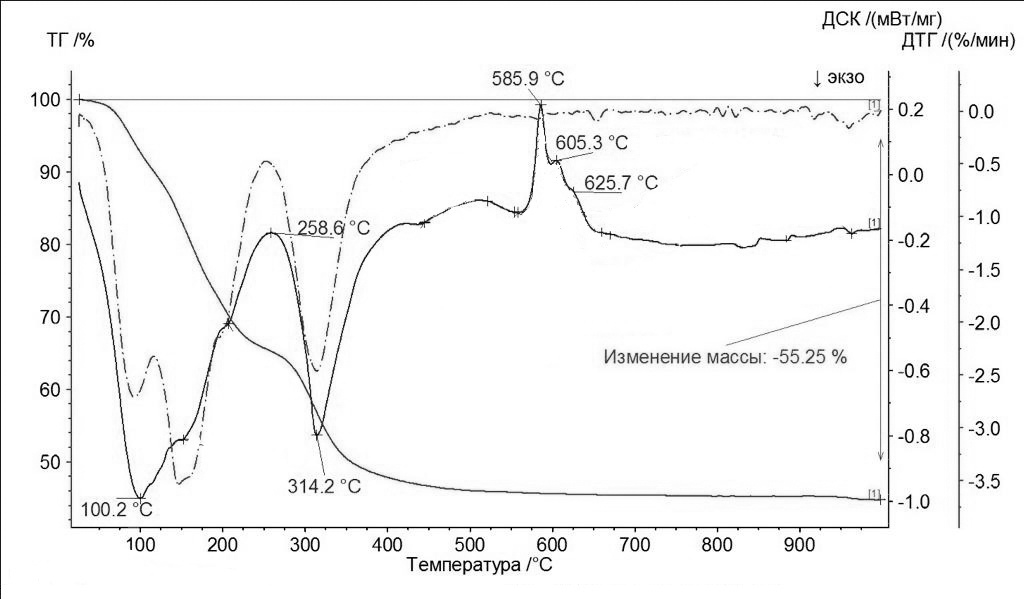 ДСК /(мВт/мг)
ТГ /%
ДТГ /(%/мин)
585.9 °C
↓ экзо
100
[1]
0.2
0.0
605.3 °C
90
-0.5
0.0
625.7 °C
-1.0
258.6 °C
[1]
80
-0.2
-1.5
-0.4
70
-2.0
Изменение массы: -55.25 %
-0.6
60
-2.5
-0.8
-3.0
50
314.2 °C
-3.5
[1]
-1.0
100.2 °C
100 200 300 400 500 600 700 800 900
Температура /°C